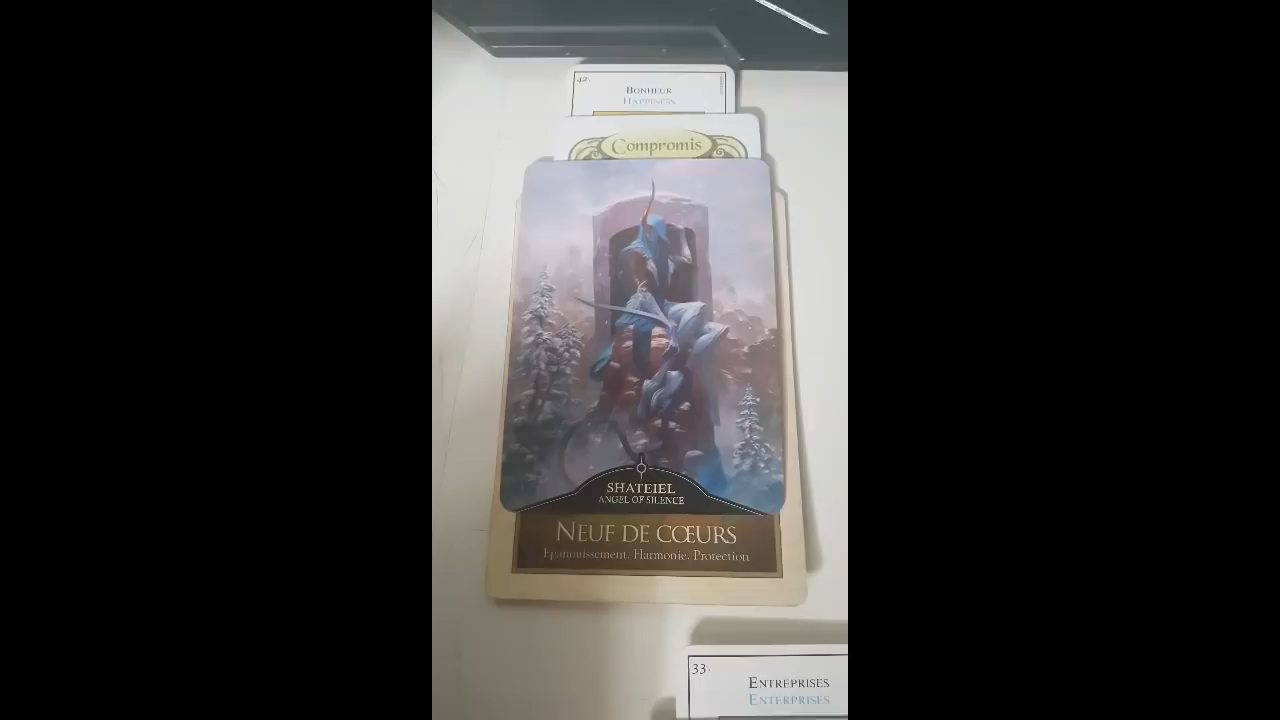 42.
BONHEUR
HAPPINESS
Compromis
SHATEIEL
ANGEL OF SILENCE
NEUF DE CŒURS
Epanouissement. Harmonie. Protection
33.
ENTREPRISES
ENTERPRISES